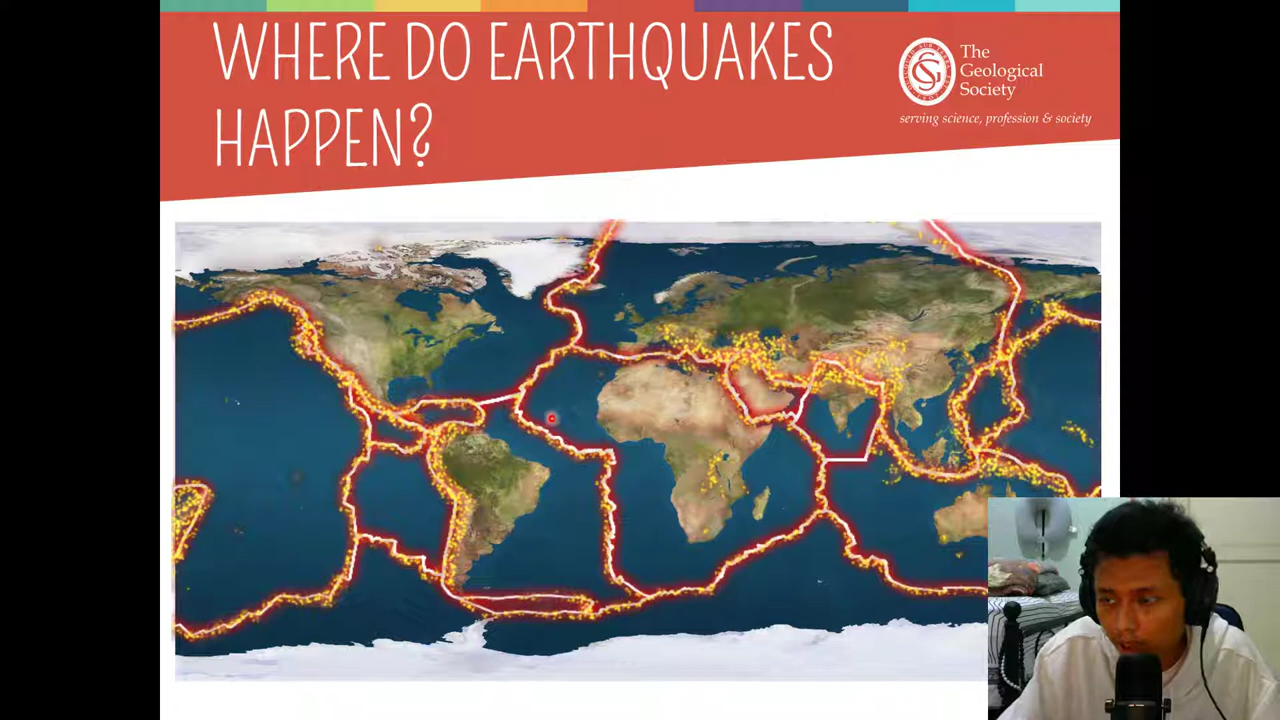 WHERE DO EARTHQUAKES
HAPPEN?
The
Geological
Society
serving science, profession & society